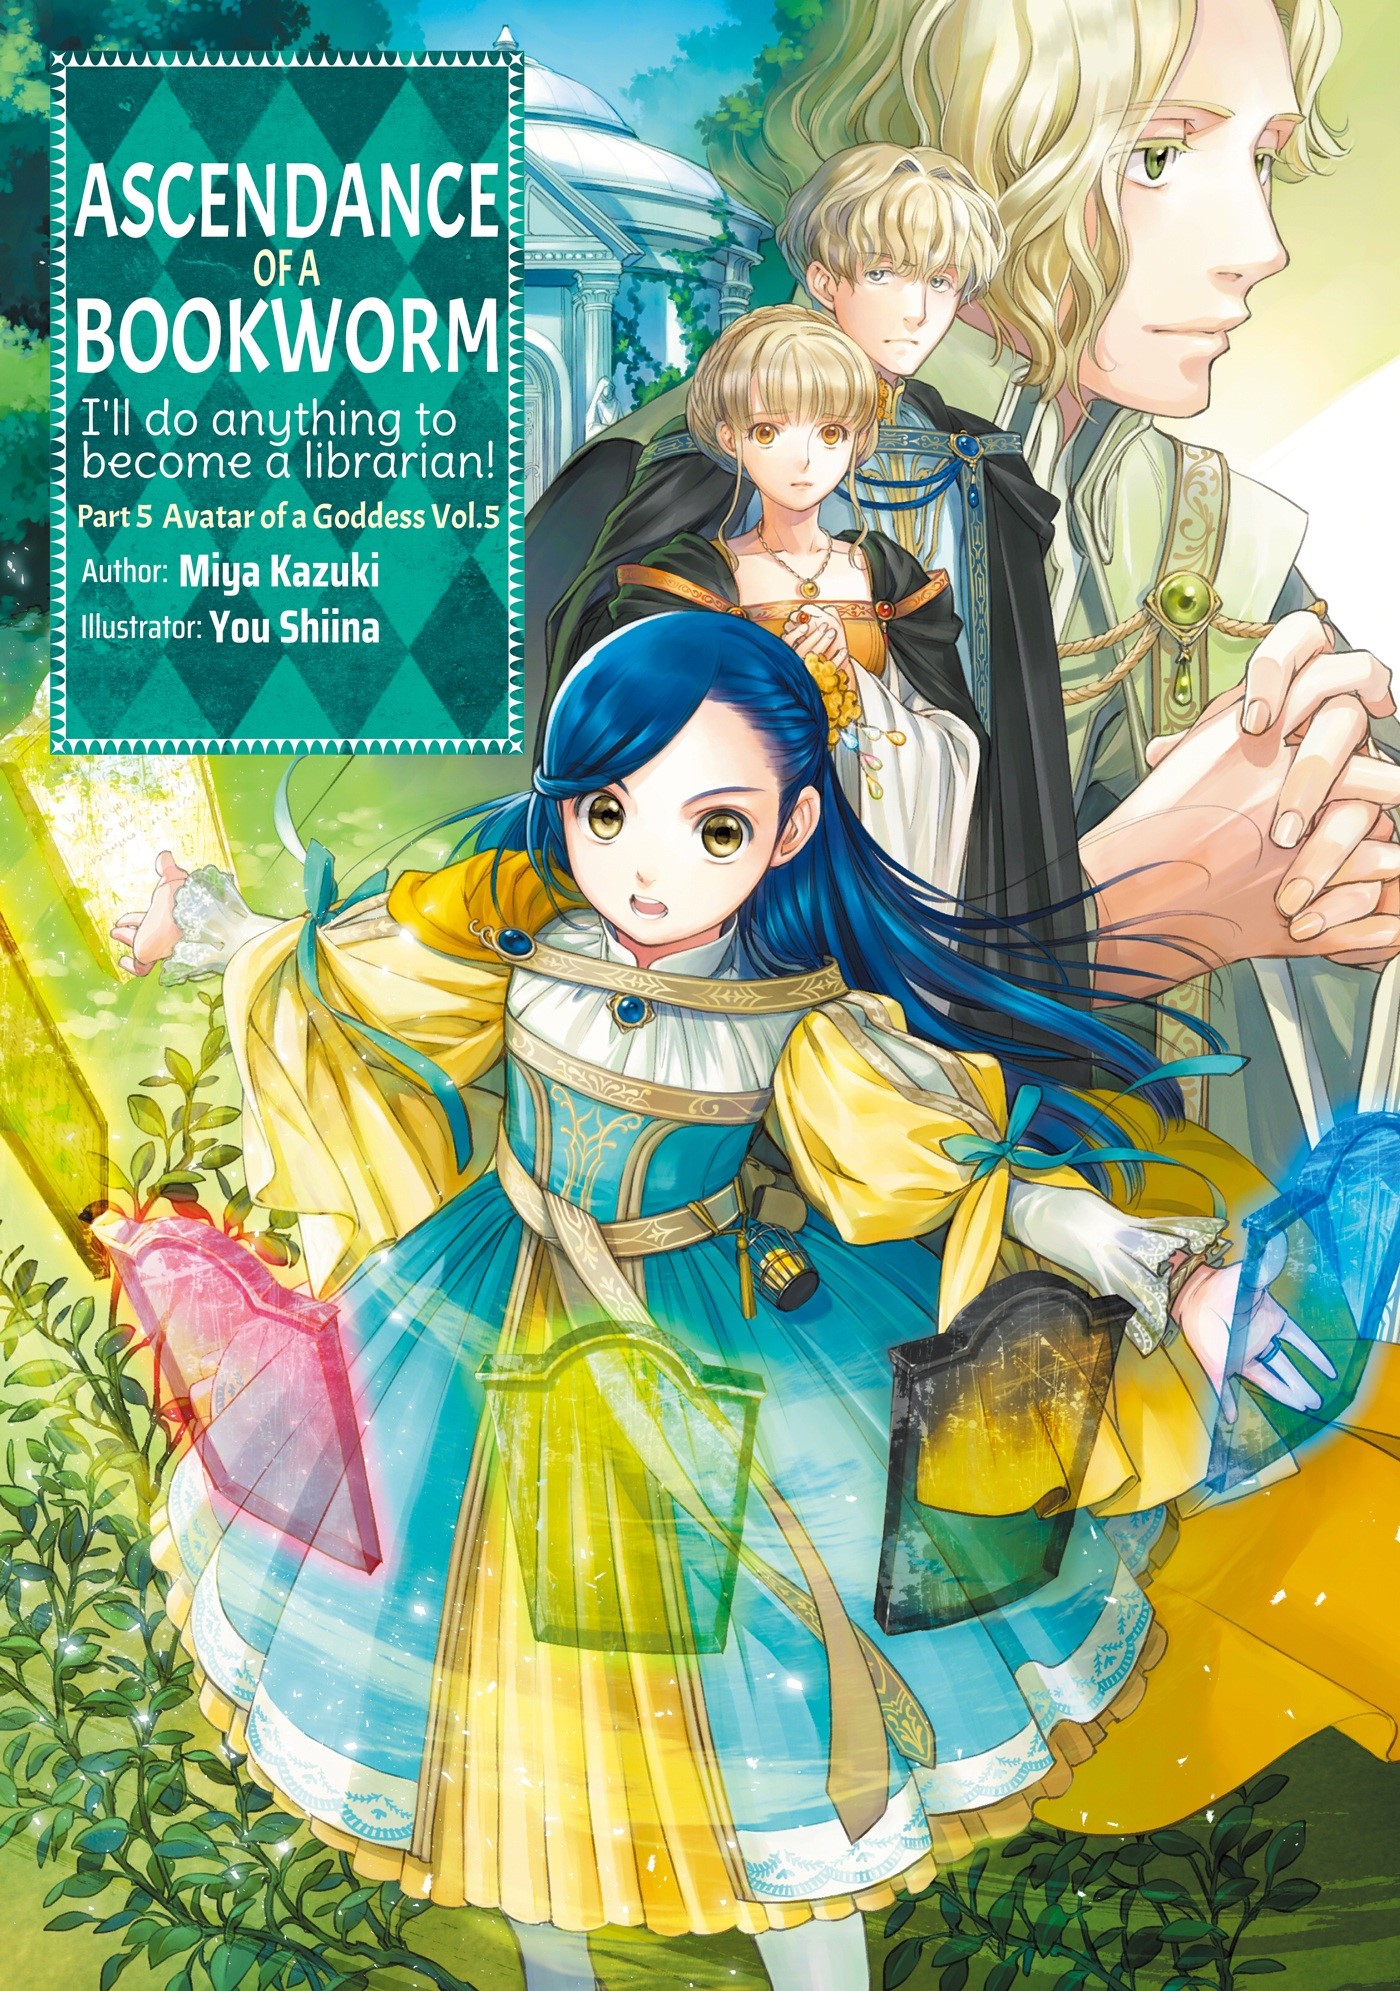 ASCENDANCE
OF A
BOOKWORM
I'll do anything to
become a librarian!
Part 5 Avatar of a Goddess Vol.5
Author: Miya Kazuki
Illustrator: You Shiina